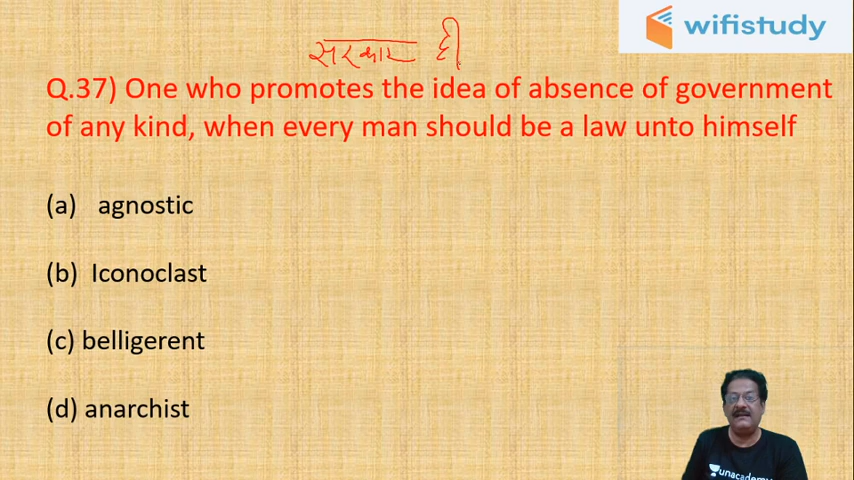 wifistudy
सरकार ही
Q.37) One who promotes the idea of absence of government
of any kind, when every man should be a law unto himself
(a) agnostic
(b) Iconoclast
(c) belligerent
(d) anarchist
unacademy